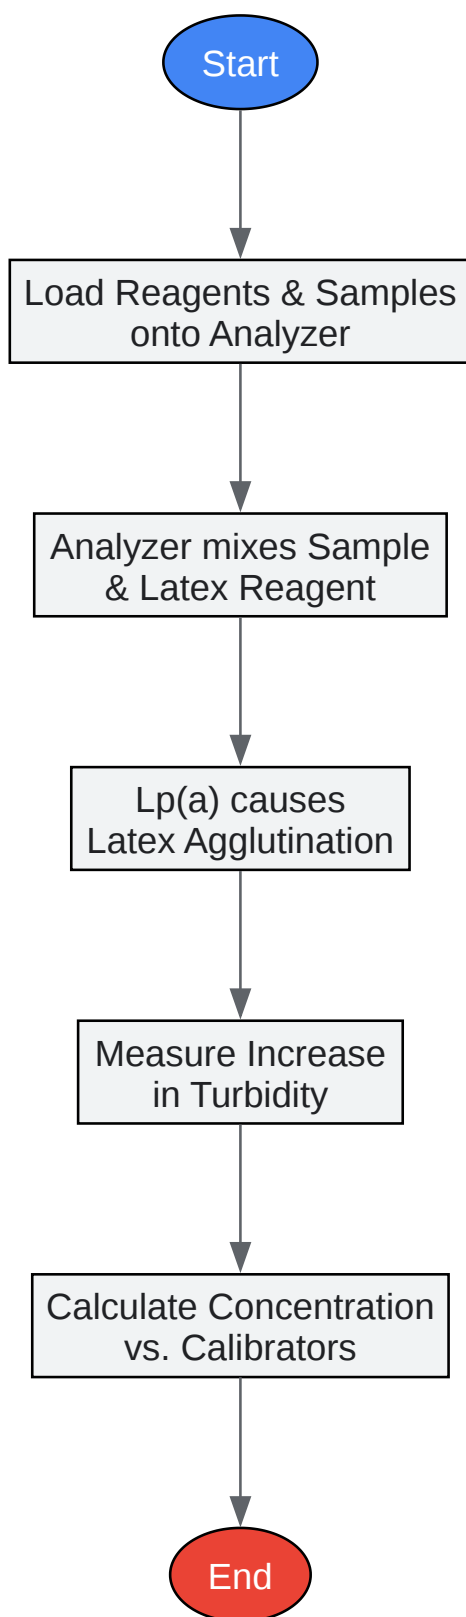 Start
Load Reagents & Samples
onto Analyzer
Analyzer mixes Sample
& Latex Reagent
Lp(a) causes
Latex Agglutination
Measure Increase
in Turbidity
Calculate Concentration
vs. Calibrators
End